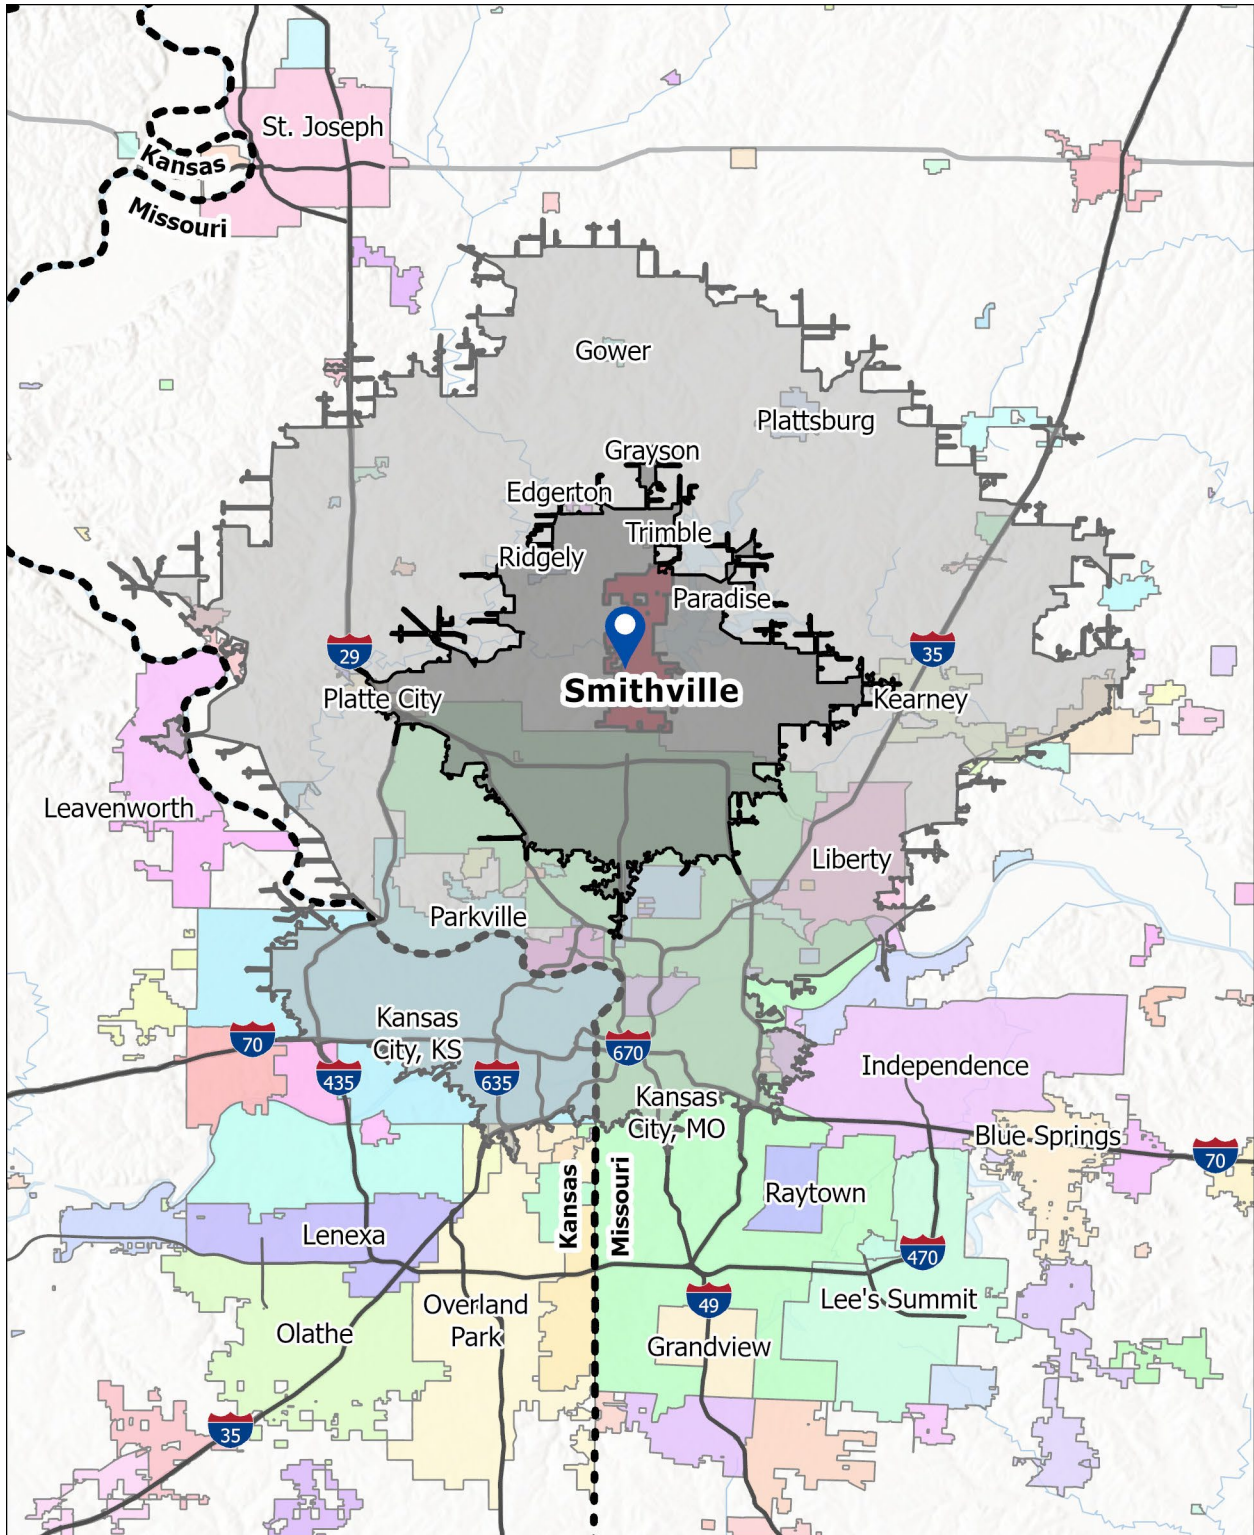 St. Joseph
Kansas
Missouri
Gower
Plattsburg
Grayson
Edgerton
Trimble
Ridgely
Paradise
29
35
Smithville
Platte City
Kearney
Leavenworth
Liberty
Parkville
Kansas
City, KS
70
670
435
635
Independence
Kansas
City, MO
Blue Springs
70
Kansas
Missouri
Raytown
Lenexa
470
49
Lee's Summit
Overland
Park
Olathe
Grandview
35